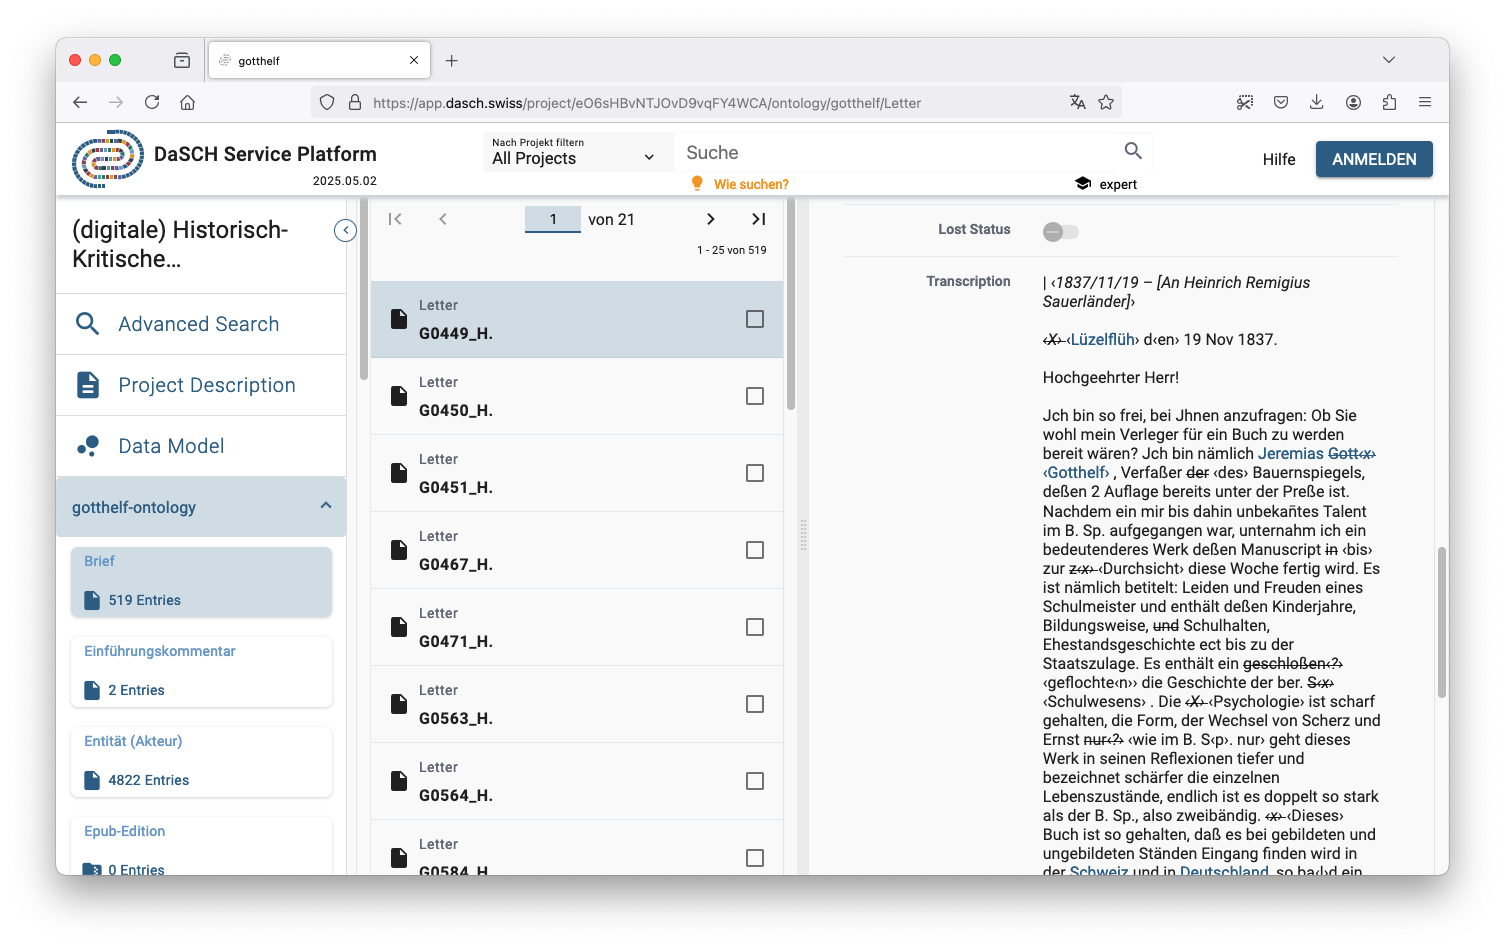 gotthelf
https://app.dasch.swiss/project/eO6sHBvNTJOvD9vqFY4WCA/ontology/gotthelf/Letter
DaSCH Service Platform
2025.05.02
Nach Projekt filtern
All Projects
Suche
Wie suchen?
expert
Hilfe
ANMELDEN
(digitale) Historisch-
Kritische...
Advanced Search
Project Description
Data Model
gotthelf-ontology
Brief
519 Entries
Einführungskommentar
2 Entries
Entität (Akteur)
4822 Entries
Epub-Edition
0 Entries
1 von 21
1 - 25 von 519
Letter
G0449_H.
Letter
G0450_H.
Letter
G0451_H.
Letter
G0467_H.
Letter
G0471_H.
Letter
G0563_H.
Letter
G0564_H.
Letter
G0584_H.
Lost Status
Transcription
| ‹1837/11/19 – [An Heinrich Remigius
Sauerländer]›
‹X› ‹Lüzelflüh› d‹en› 19 Nov 1837.
Hochgeehrter Herr!
Jch bin so frei, bei Jhnen anzufragen: Ob Sie
wohl mein Verleger für ein Buch zu werden
bereit wären? Jch bin nämlich Jeremias Gott‹x›
‹Gotthelf› , Verfaßer der ‹des› Bauernspiegels,
deßen 2 Auflage bereits unter der Preße ist.
Nachdem ein mir bis dahin unbekan̄tes Talent
im B. Sp. aufgegangen war, unternahm ich ein
bedeutenderes Werk deßen Manuscript in ‹bis›
zur z‹x› ‹Durchsicht› diese Woche fertig wird. Es
ist nämlich betitelt: Leiden und Freuden eines
Schulmeister und enthält deßen Kinderjahre,
Bildungsweise, und Schulhalten,
Ehestandsgeschichte ect bis zu der
Staatszulage. Es enthält ein geschloßen‹?›
‹geflochte‹n›› die Geschichte der ber. S‹x›
‹Schulwesens› . Die ‹X› ‹Psychologie› ist scharf
gehalten, die Form, der Wechsel von Scherz und
Ernst nur‹?› ‹wie im B. S‹p›. nur› geht dieses
Werk in seinen Reflexionen tiefer und
bezeichnet schärfer die einzelnen
Lebenszustände, endlich ist es doppelt so stark
als der B. Sp., also zweibändig. ‹x› ‹Dieses›
Buch ist so gehalten, daß es bei gebildeten und
ungebildeten Ständen Eingang finden wird in
der Schweiz und in Deutschland, so ba‹l›d ein